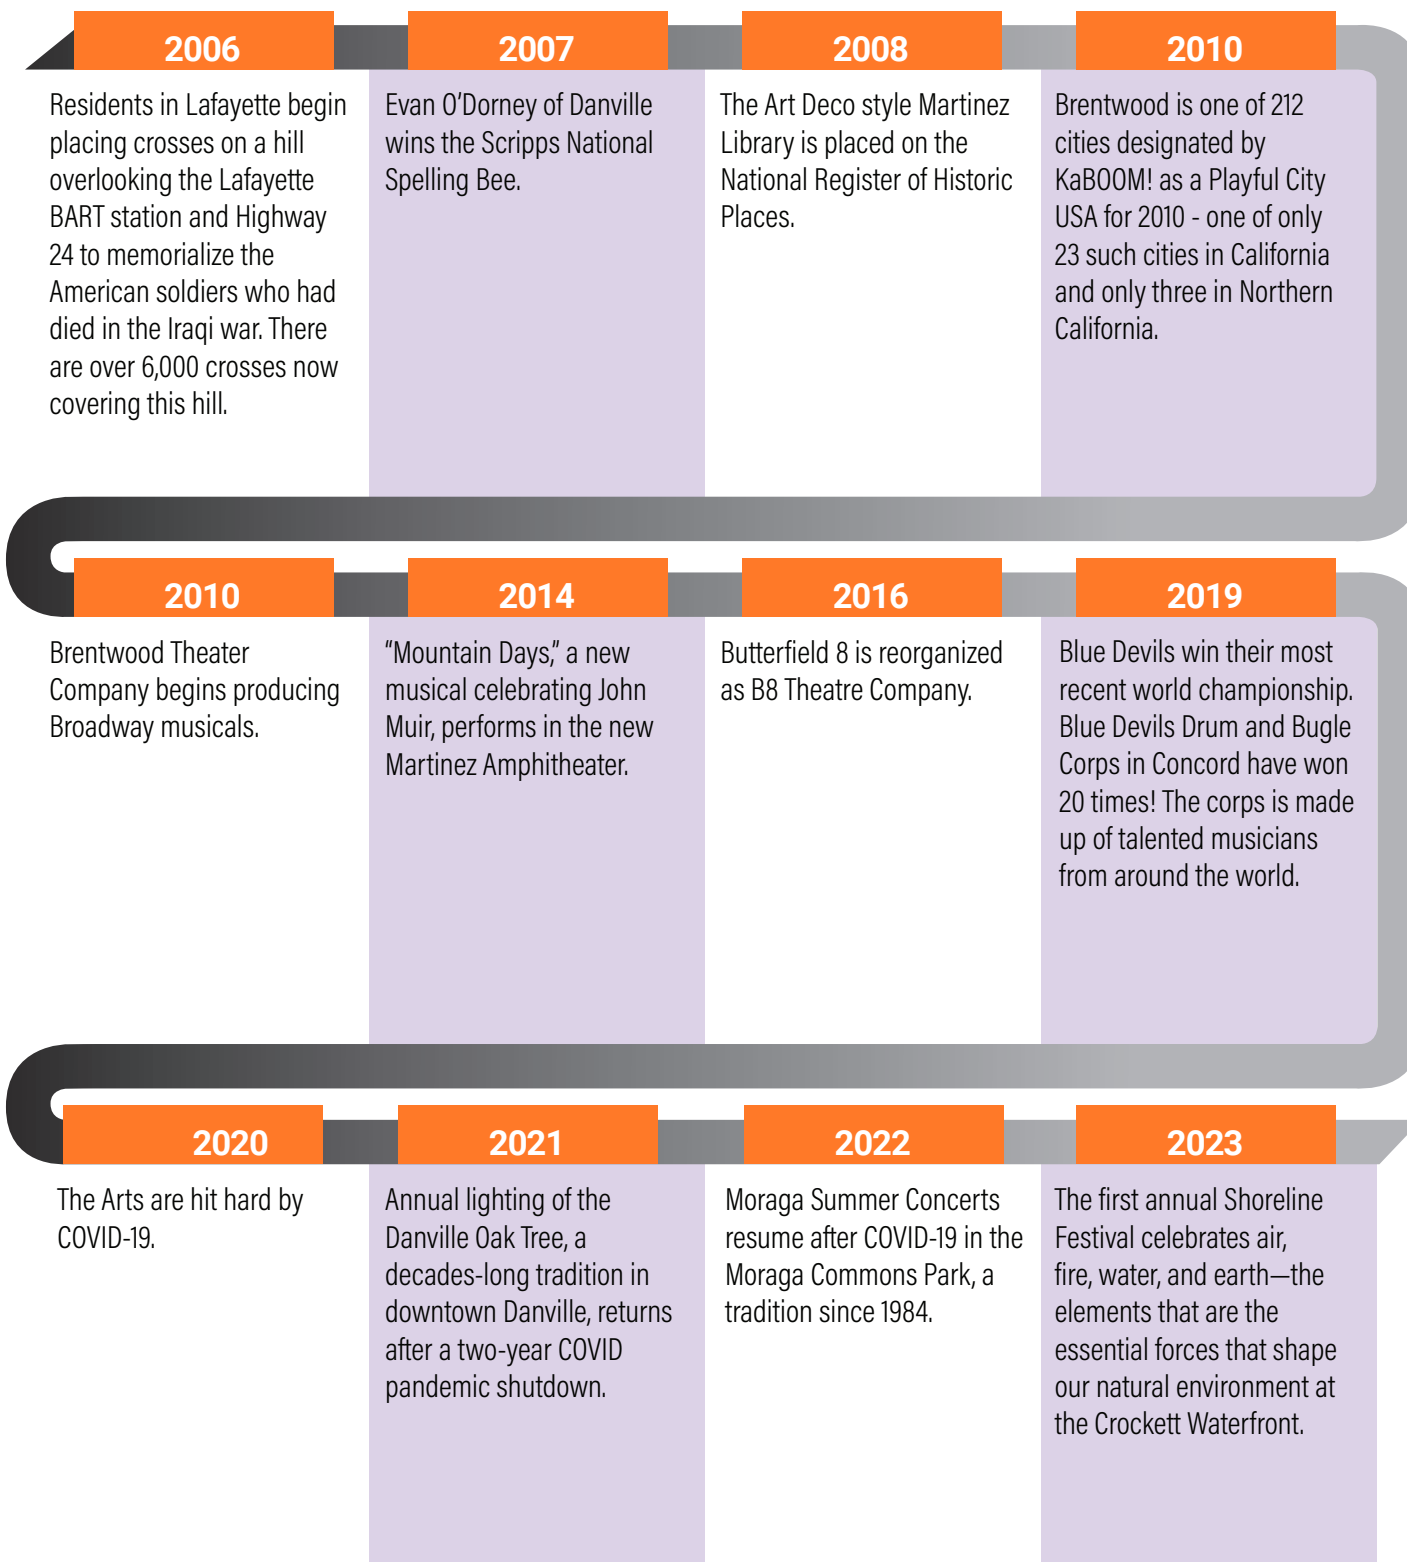 2006
Residents in Lafayette begin
placing crosses on a hill
overlooking the Lafayette
BART station and Highway
24 to memorialize the
American soldiers who had
died in the Iraqi war. There
are over 6,000 crosses now
covering this hill.
2007
Evan O’Dorney of Danville
wins the Scripps National
Spelling Bee.
2008
The Art Deco style Martinez
Library is placed on the
National Register of Historic
Places.
2010
Brentwood is one of 212
cities designated by
KaBOOM! as a Playful City
USA for 2010 - one of only
23 such cities in California
and only three in Northern
California.
2010
Brentwood Theater
Company begins producing
Broadway musicals.
2014
“Mountain Days,” a new
musical celebrating John
Muir, performs in the new
Martinez Amphitheater.
2016
Butterfield 8 is reorganized
as B8 Theatre Company.
2019
Blue Devils win their most
recent world championship.
Blue Devils Drum and Bugle
Corps in Concord have won
20 times! The corps is made
up of talented musicians
from around the world.
2020
The Arts are hit hard by
COVID-19.
2021
Annual lighting of the
Danville Oak Tree, a
decades-long tradition in
downtown Danville, returns
after a two-year COVID
pandemic shutdown.
2022
Moraga Summer Concerts
resume after COVID-19 in the
Moraga Commons Park, a
tradition since 1984.
2023
The first annual Shoreline
Festival celebrates air,
fire, water, and earth—the
elements that are the
essential forces that shape
our natural environment at
the Crockett Waterfront.